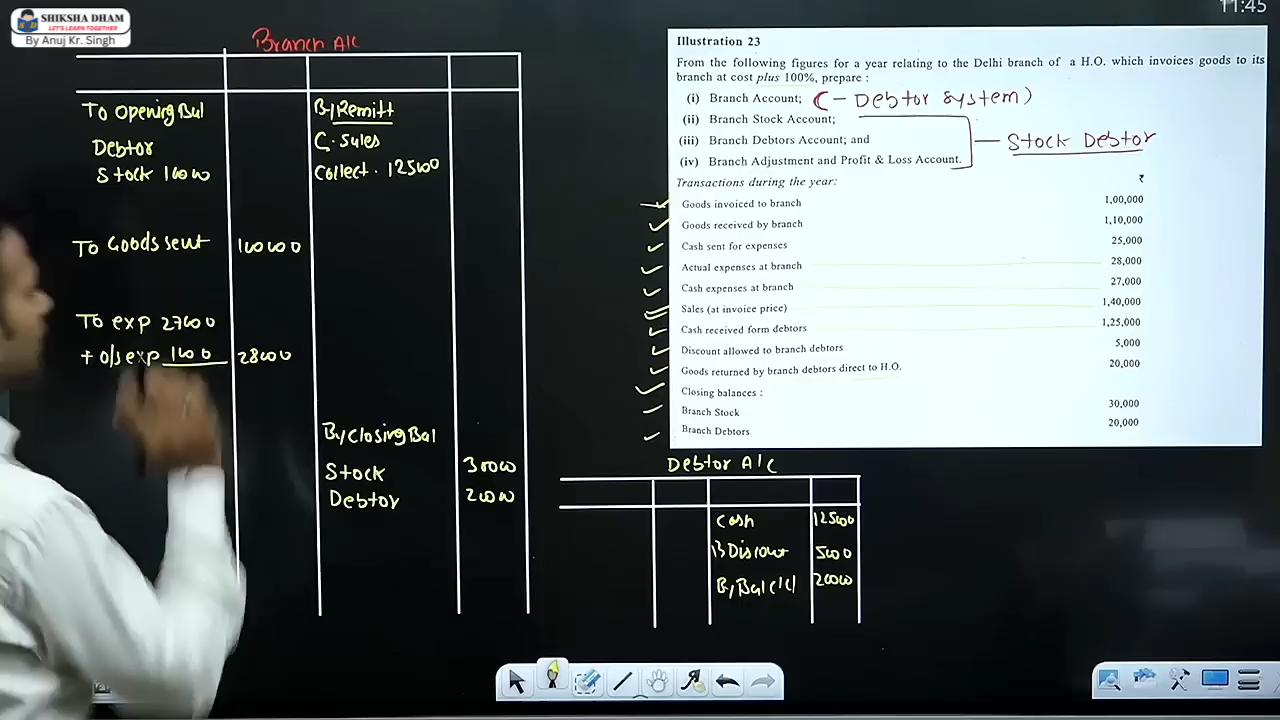 SHIKSHA DHAM
LET'S LEARN TOGETHER
By Anuj Kr. Singh
11:45
Branch A/c
To Opening Bal
Debtor
Stock 10000
To Goods sent 100000
To exp 27000
+ o/s exp 1000 28000
By Remitt
C. Sales
Collect. 125000
By Closing Bal
Stock 30000
Debtor 20000
Illustration 23
From the following figures for a year relating to the Delhi branch of a H.O. which invoices goods to its
branch at cost plus 100%, prepare :
(i) Branch Account; (- Debtor System)
(ii) Branch Stock Account;
(iii) Branch Debtors Account; and
(iv) Branch Adjustment and Profit & Loss Account.
Stock Debtor
Transactions during the year: ₹
Goods invoiced to branch 1,00,000
Goods received by branch 1,10,000
Cash sent for expenses 25,000
Actual expenses at branch 28,000
Cash expenses at branch 27,000
Sales (at invoice price) 1,40,000
Cash received form debtors 1,25,000
Discount allowed to branch debtors 5,000
Goods returned by branch debtors direct to H.O. 20,000
Closing balances :
Branch Stock 30,000
Branch Debtors 20,000
Debtor A/c
Cash 125000
B Discount 5000
By Bal c/d 20000